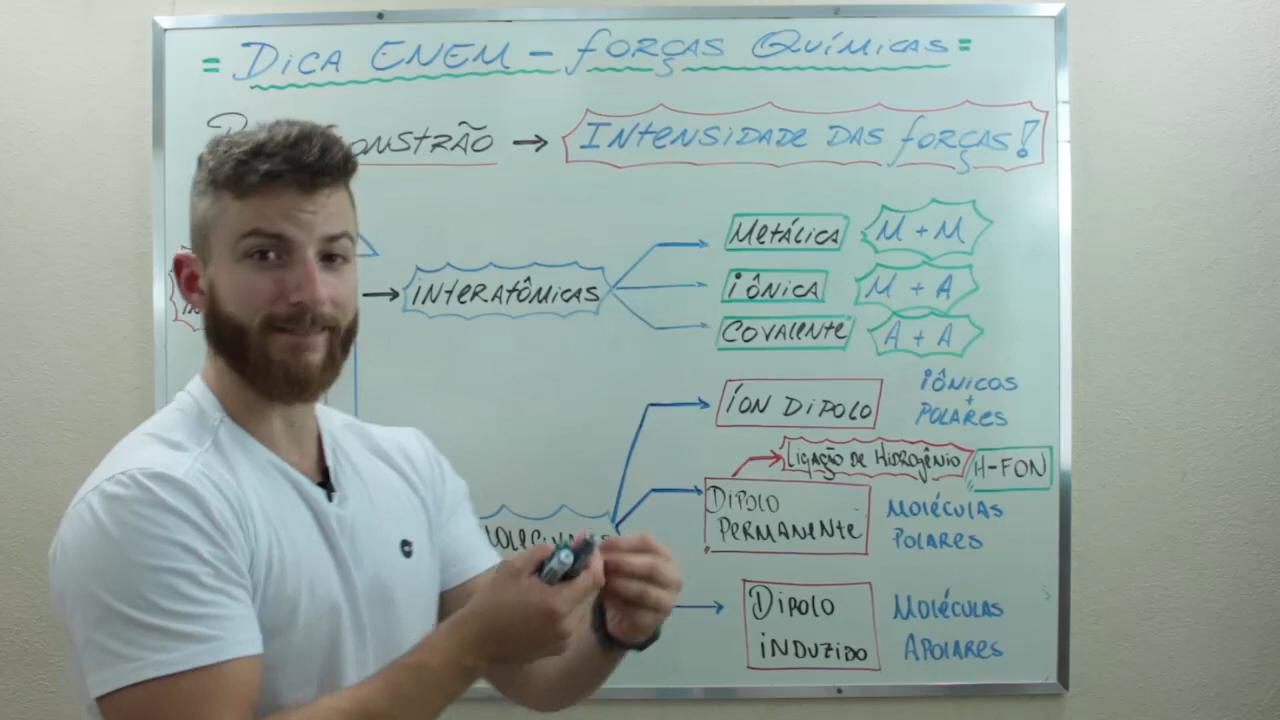 = DICA ENEM - FORÇAS QUÍMICAS =
→ INTENSIDADE DAS FORÇAS!
→ INTERATÔMICAS
METÁLICA M + M
IÔNICA M + A
COVALENTE A + A
ÍON DIPOLO
IÔNICOS
+
POLARES
LIGAÇÃO DE HIDROGÊNIO H-FON
DIPOLO
PERMANENTE
MOLÉCULAS
POLARES
DIPOLO
INDUZIDO
MOLÉCULAS
APOLARES